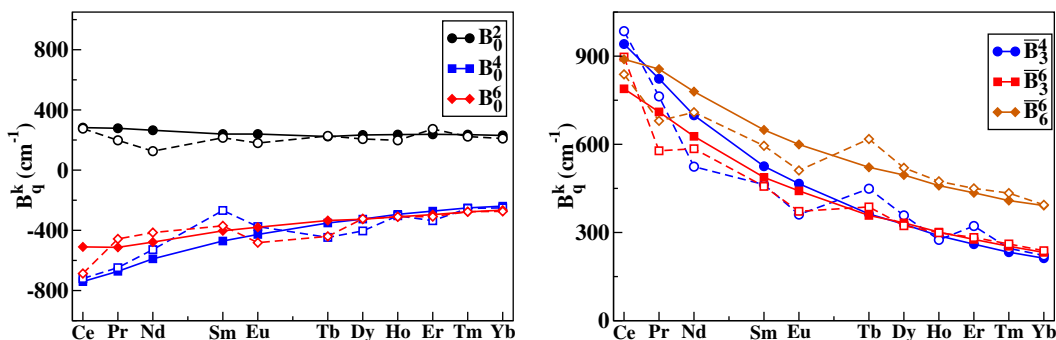 B^k_q (cm^-1)
800
400
0
-400
-800
B^2_0
B^4_0
B^6_0
Ce Pr Nd Sm Eu Tb Dy Ho Er Tm Yb
B^k_q (cm^-1)
900
600
300
0
B̅^4_3
B̅^6_3
B̅^6_6
Ce Pr Nd Sm Eu Tb Dy Ho Er Tm Yb